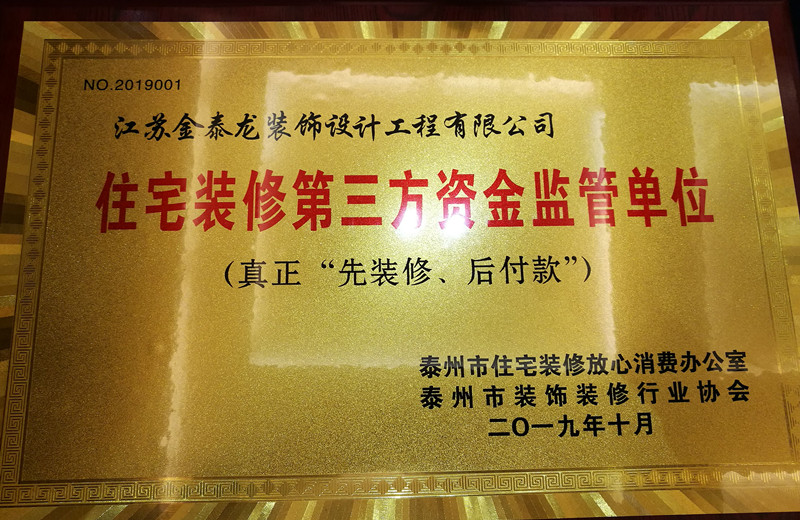 NO.2019001
江苏金泰龙装饰设计工程有限公司
住宅装修第三方资金监管单位
(真正“先装修、后付款”)
泰州市住宅装修放心消费办公室
泰州市装饰装修行业协会
二〇一九年十月